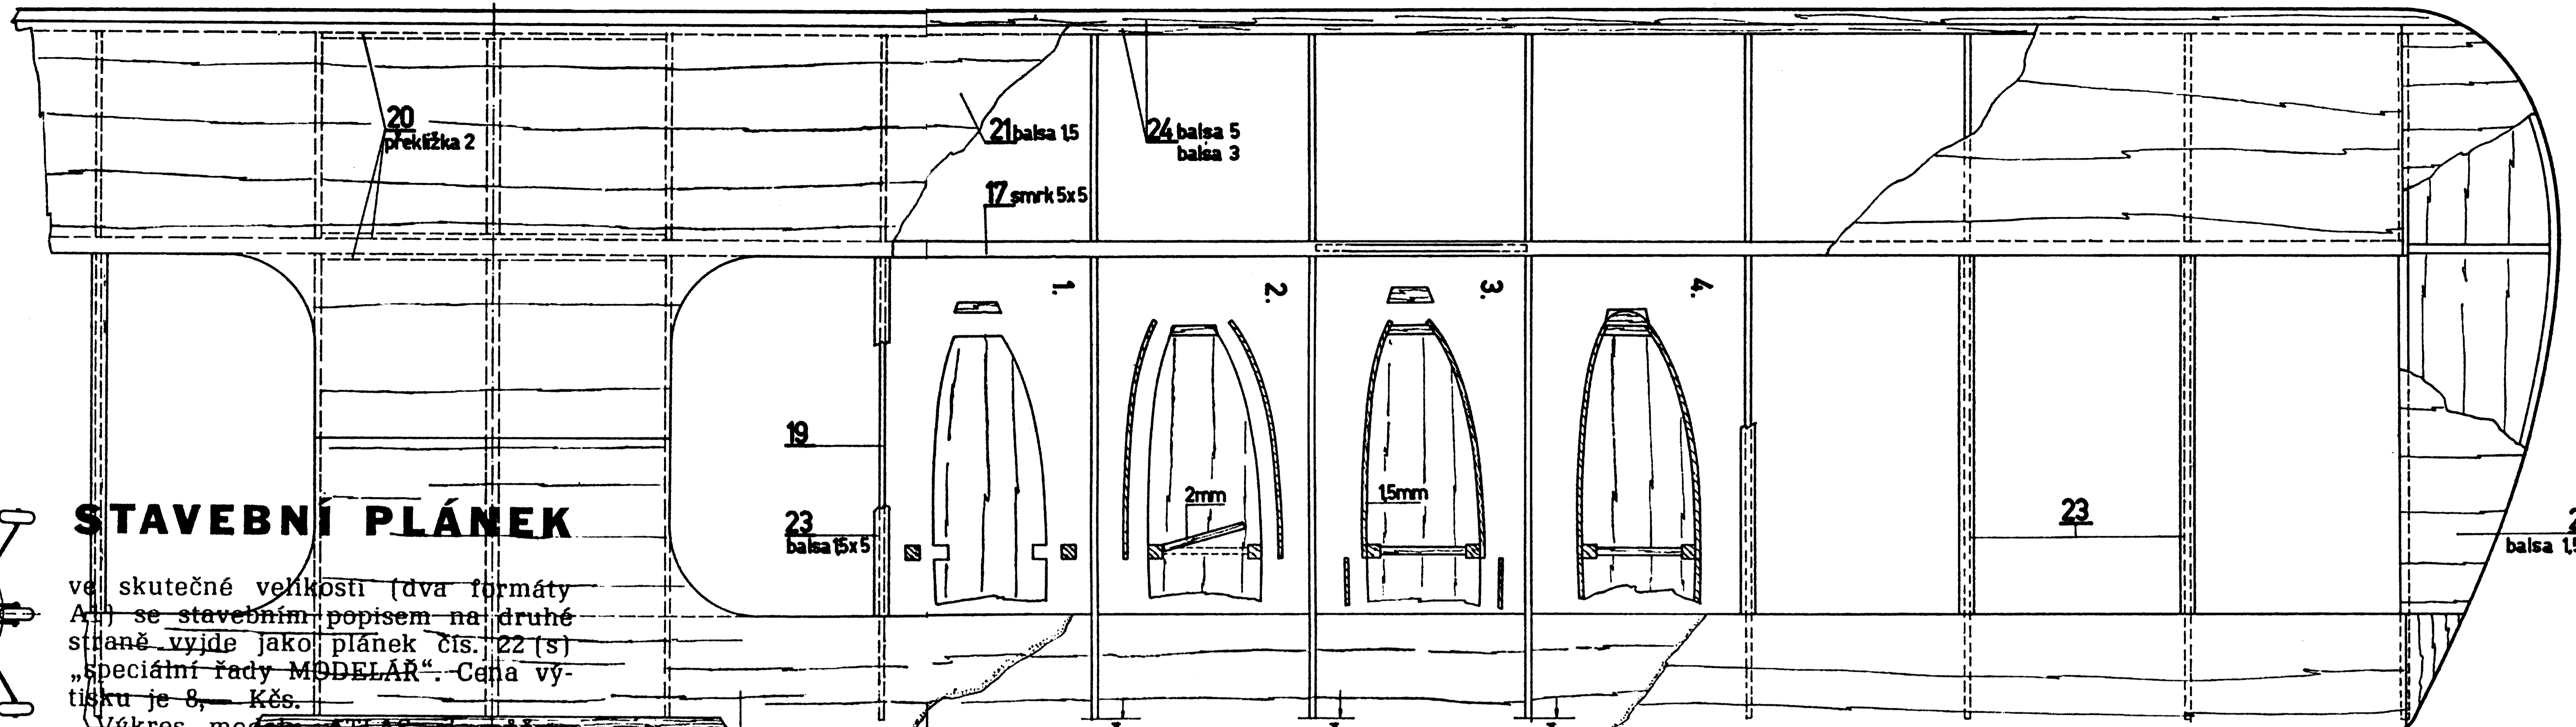 20
překližka 2
21 balsa 1,5
24 balsa 5
balsa 3
17 smrk 5x5
1.
2.
3.
4.
19
2mm
1,5mm
23
balsa 1,5x5
23
balsa 1,5
STAVEBNÍ PLÁNEK
ve skutečné velikosti (dva formáty
A1) se stavebním popisem na druhé
straně vyjde jako plánek čís. 22 (s)
„speciální řady MODELÁŘ“. Cena vý-
tisku je 8,— Kčs.
Výkres